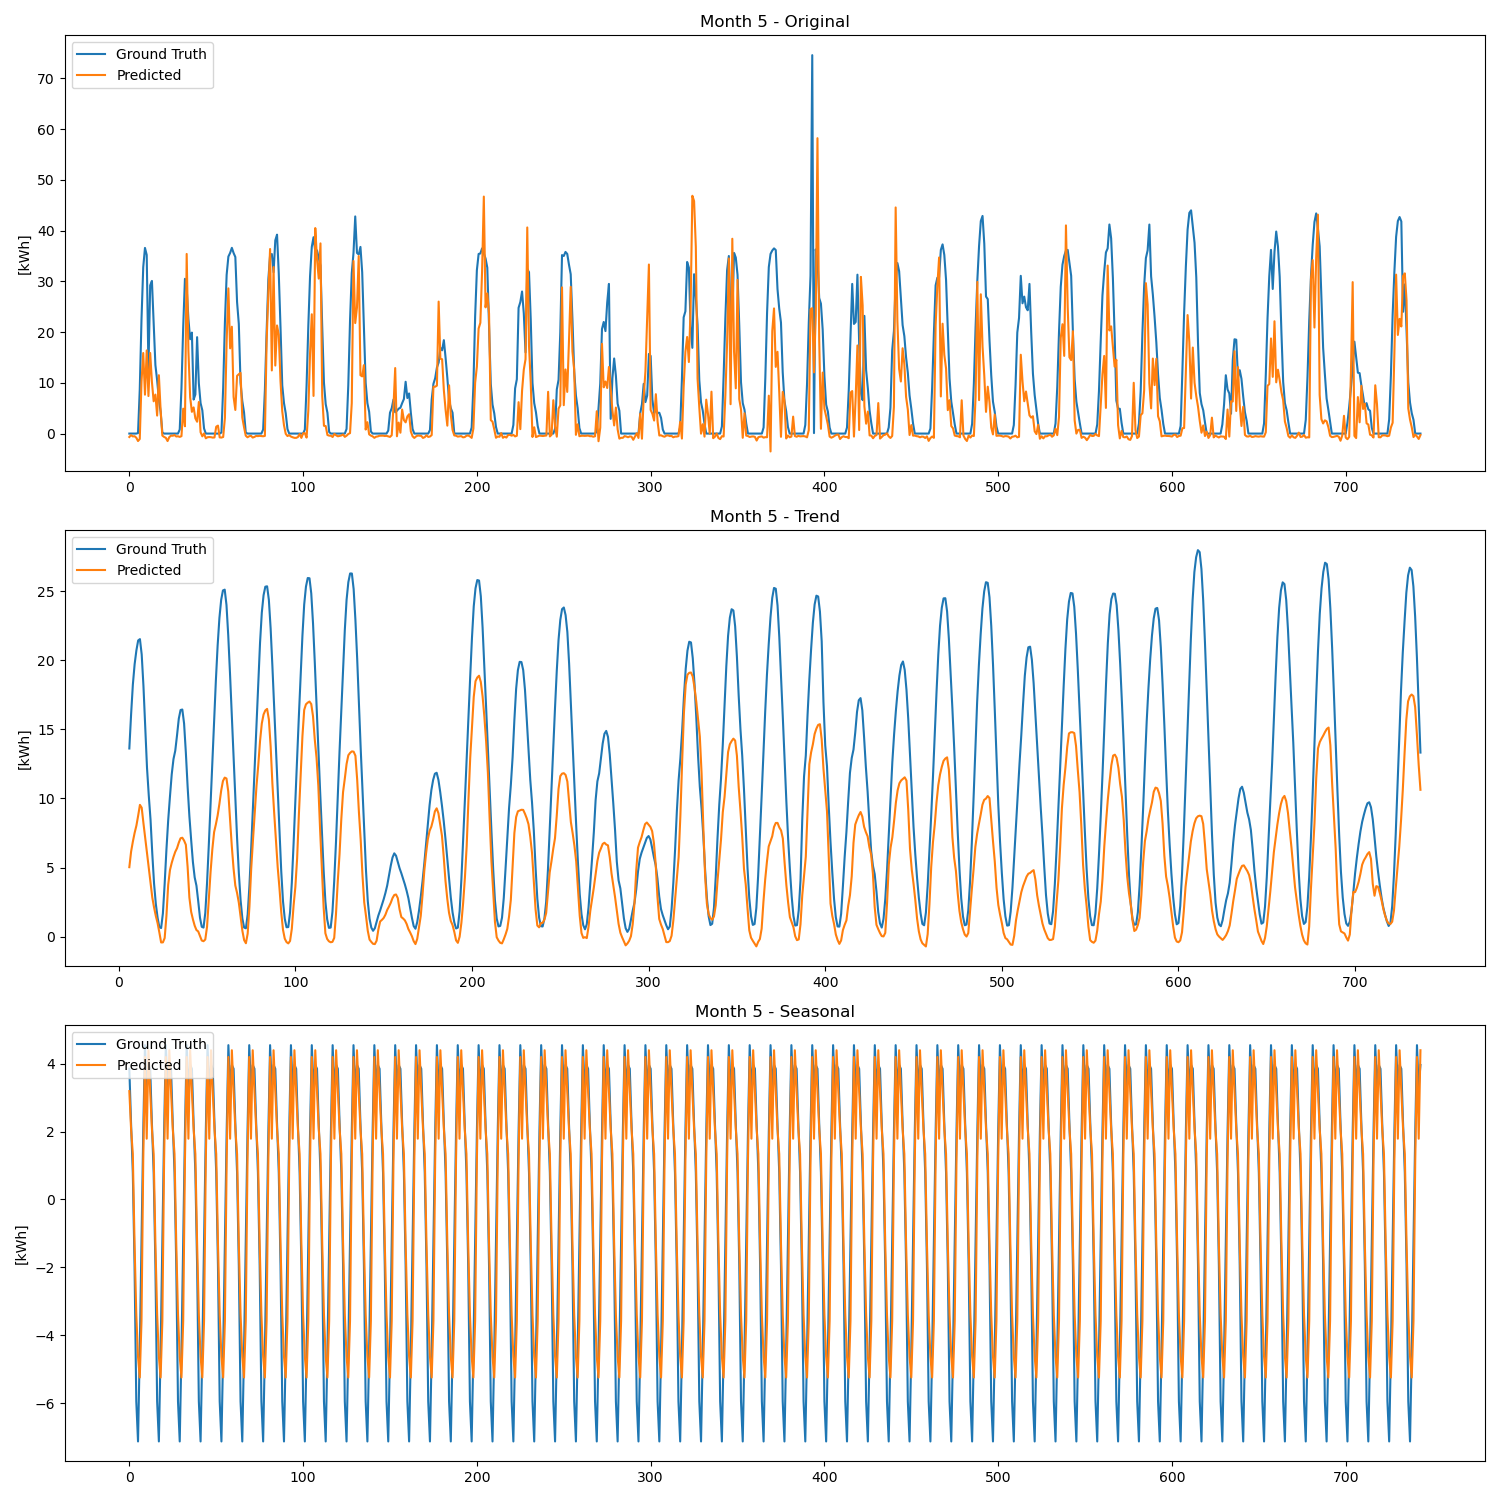 Month 5 - Original
Ground Truth
Predicted
[kWh]
70
60
50
40
30
20
10
0
0 100 200 300 400 500 600 700
Month 5 - Trend
Ground Truth
Predicted
[kWh]
25
20
15
10
5
0
0 100 200 300 400 500 600 700
Month 5 - Seasonal
Ground Truth
Predicted
[kWh]
4
2
0
−2
−4
−6
0 100 200 300 400 500 600 700